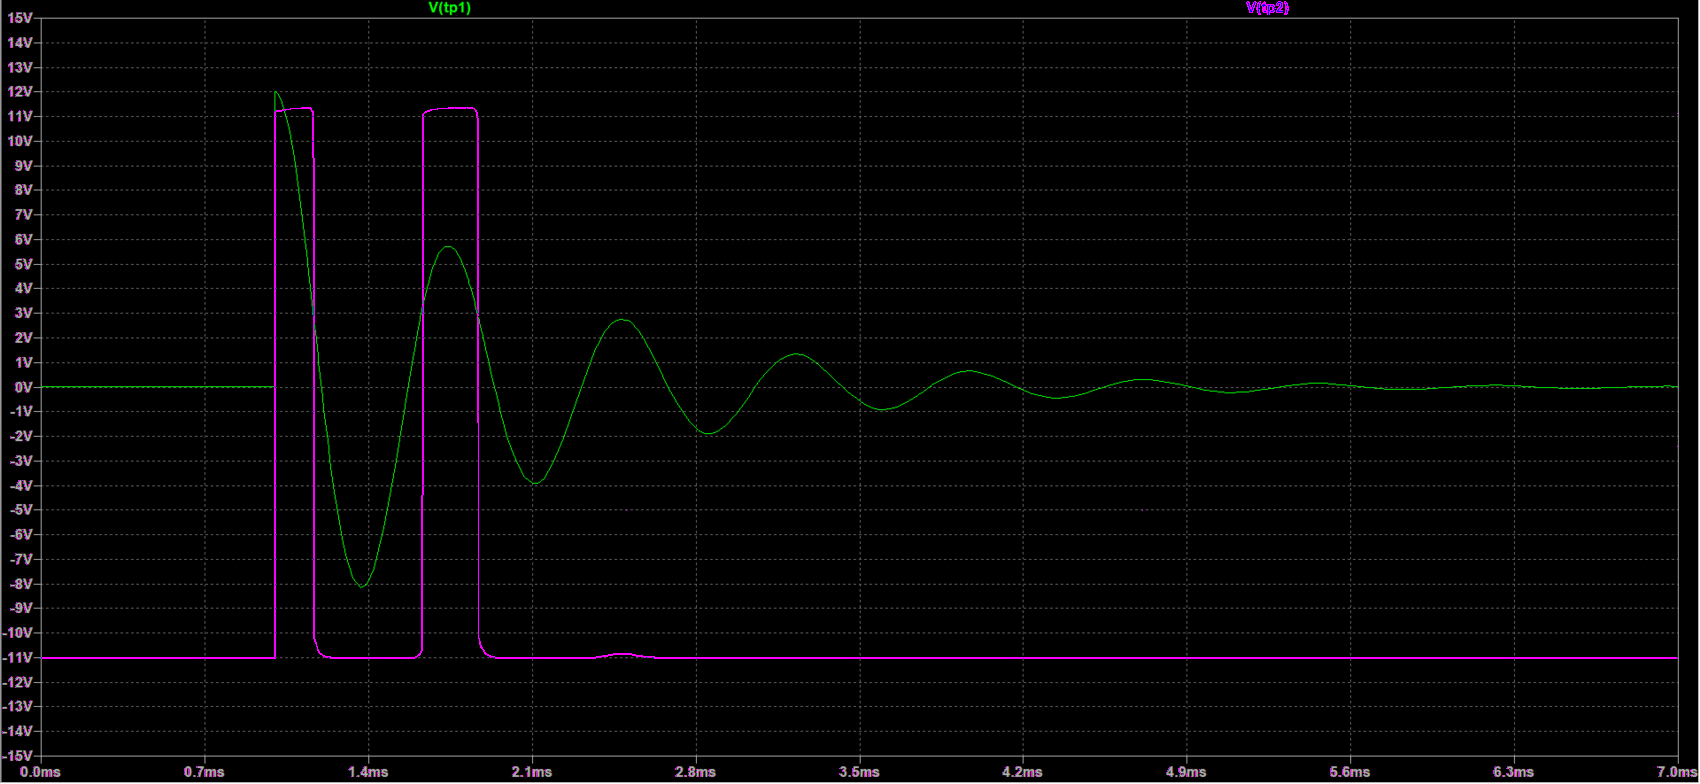 V(tp1) V(tp2)
15V
14V
13V
12V
11V
10V
9V
8V
7V
6V
5V
4V
3V
2V
1V
0V
-1V
-2V
-3V
-4V
-5V
-6V
-7V
-8V
-9V
-10V
-11V
-12V
-13V
-14V
-15V
0.0ms 0.7ms 1.4ms 2.1ms 2.8ms 3.5ms 4.2ms 4.9ms 5.6ms 6.3ms 7.0ms